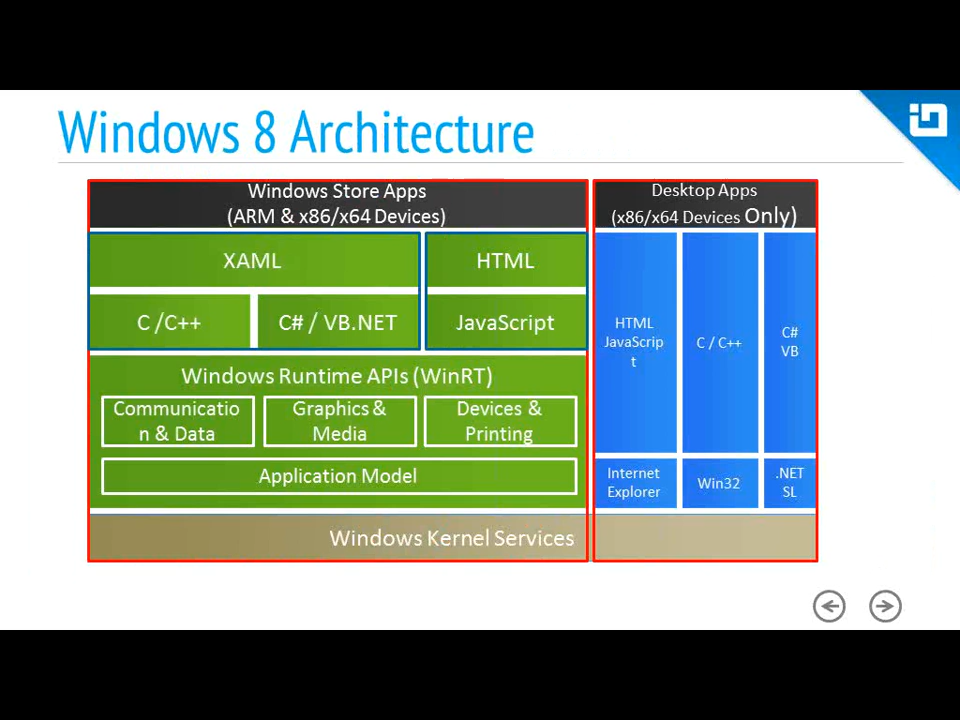 Windows 8 Architecture
Windows Store Apps
(ARM & x86/x64 Devices)
Desktop Apps
(x86/x64 Devices Only)
XAML
HTML
C /C++
C# / VB.NET
JavaScript
Windows Runtime APIs (WinRT)
Communicatio
n & Data
Graphics &
Media
Devices &
Printing
Application Model
HTML
JavaScrip
t
C / C++
C#
VB
Internet
Explorer
Win32
.NET
SL
Windows Kernel Services